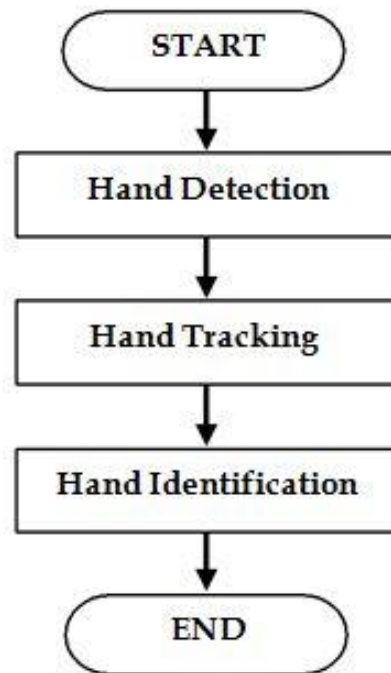 START
Hand Detection
Hand Tracking
Hand Identification
END